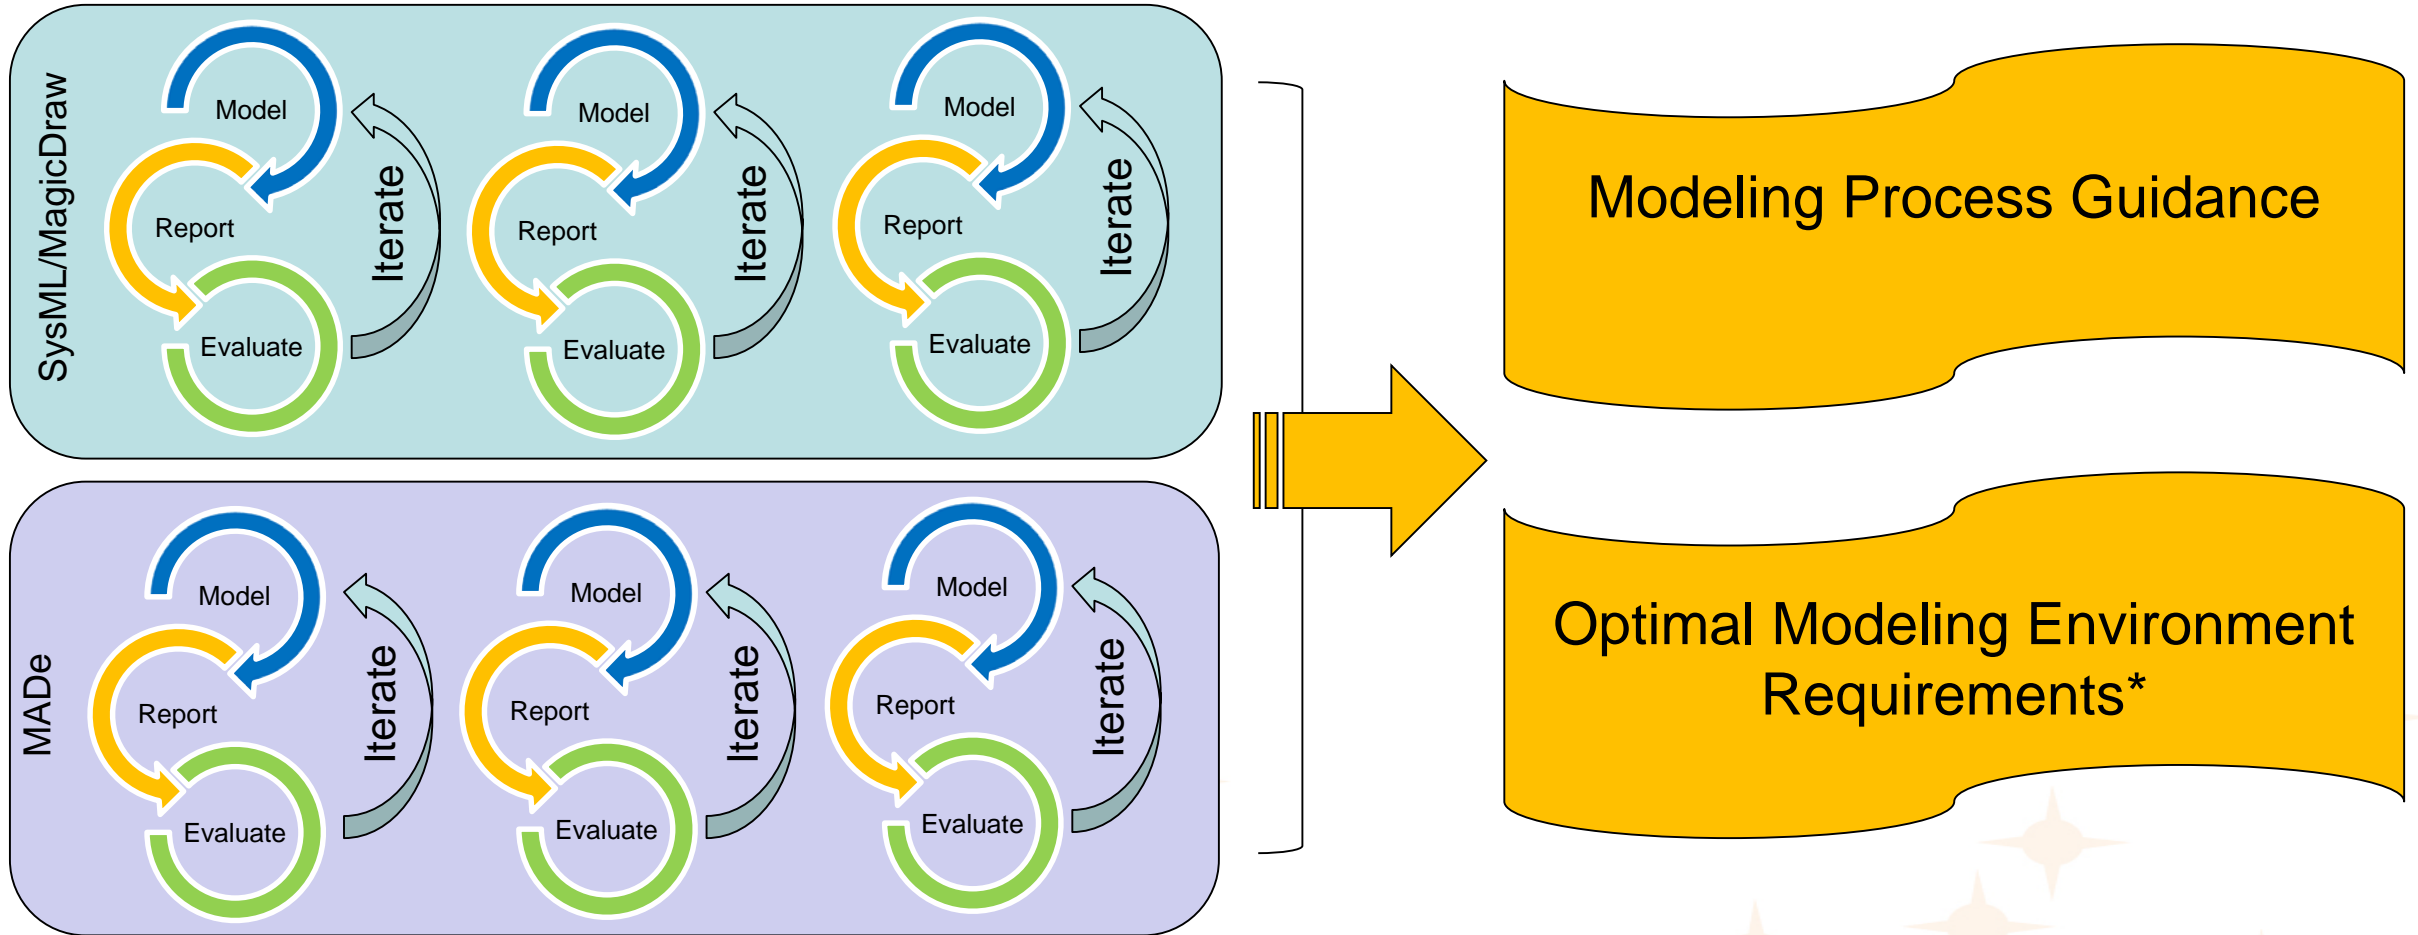 SysML/MagicDraw
Model
Report
Evaluate
Iterate
Model
Report
Evaluate
Iterate
Model
Report
Evaluate
Iterate
MADe
Model
Report
Evaluate
Iterate
Model
Report
Evaluate
Iterate
Model
Report
Evaluate
Iterate
Modeling Process Guidance
Optimal Modeling Environment
Requirements*